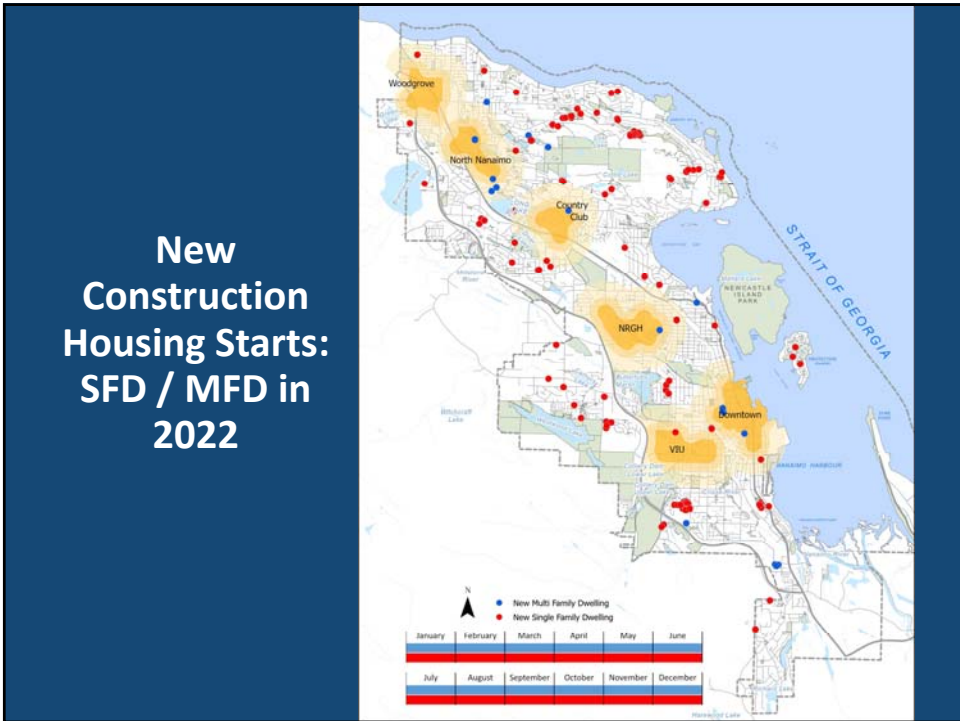 New
Construction
Housing Starts:
SFD / MFD in
2022
Woodgrove
North Nanaimo
Country
Club
STRAIT OF GEORGIA
NEWCASTLE
ISLAND
PARK
NRGH
Downtown
VIU
NANAIMO HARBOUR
Westwood Lake
N
New Multi Family Dwelling
New Single Family Dwelling
January February March April May June
July August September October November December